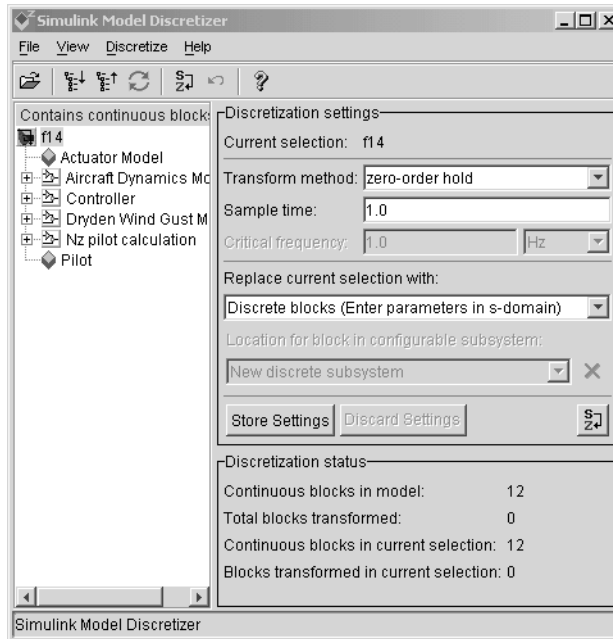 Simulink Model Discretizer
File View Discretize Help
Contains continuous block
f14
Actuator Model
Aircraft Dynamics Mo
Controller
Dryden Wind Gust M
Nz pilot calculation
Pilot
Discretization settings
Current selection: f14
Transform method: zero-order hold
Sample time: 1.0
Critical frequency: 1.0 Hz
Replace current selection with:
Discrete blocks (Enter parameters in s-domain)
Location for block in configurable subsystem:
New discrete subsystem
Store Settings Discard Settings
Discretization status
Continuous blocks in model: 12
Total blocks transformed: 0
Continuous blocks in current selection: 12
Blocks transformed in current selection: 0
Simulink Model Discretizer